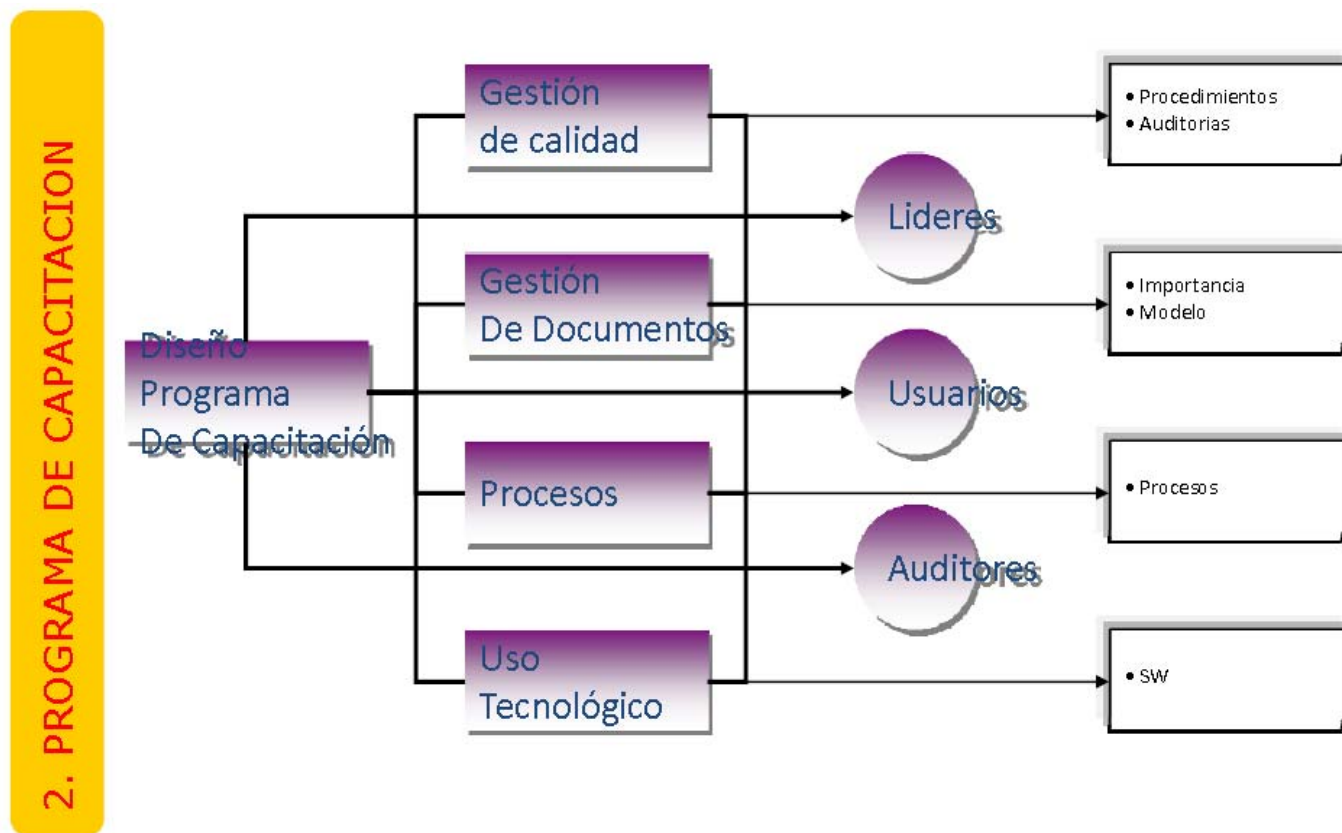 2. PROGRAMA DE CAPACITACION
Diseño
Programa
De Capacitación
Gestión
de calidad
Gestión
De Documentos
Procesos
Uso
Tecnológico
Lideres
Usuarios
Auditores
• Procedimientos
• Auditorias
• Importancia
• Modelo
• Procesos
• SW